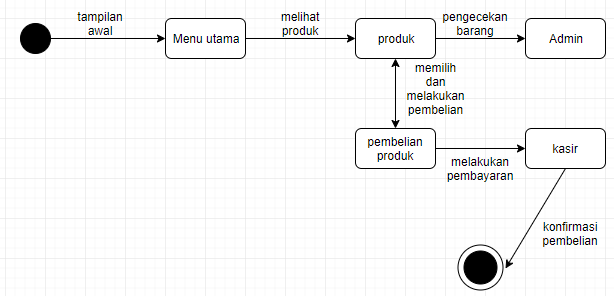 tampilan
awal
Menu utama
melihat
produk
produk
pengecekan
barang
Admin
memilih
dan
melakukan
pembelian
pembelian
produk
melakukan
pembayaran
kasir
konfirmasi
pembelian